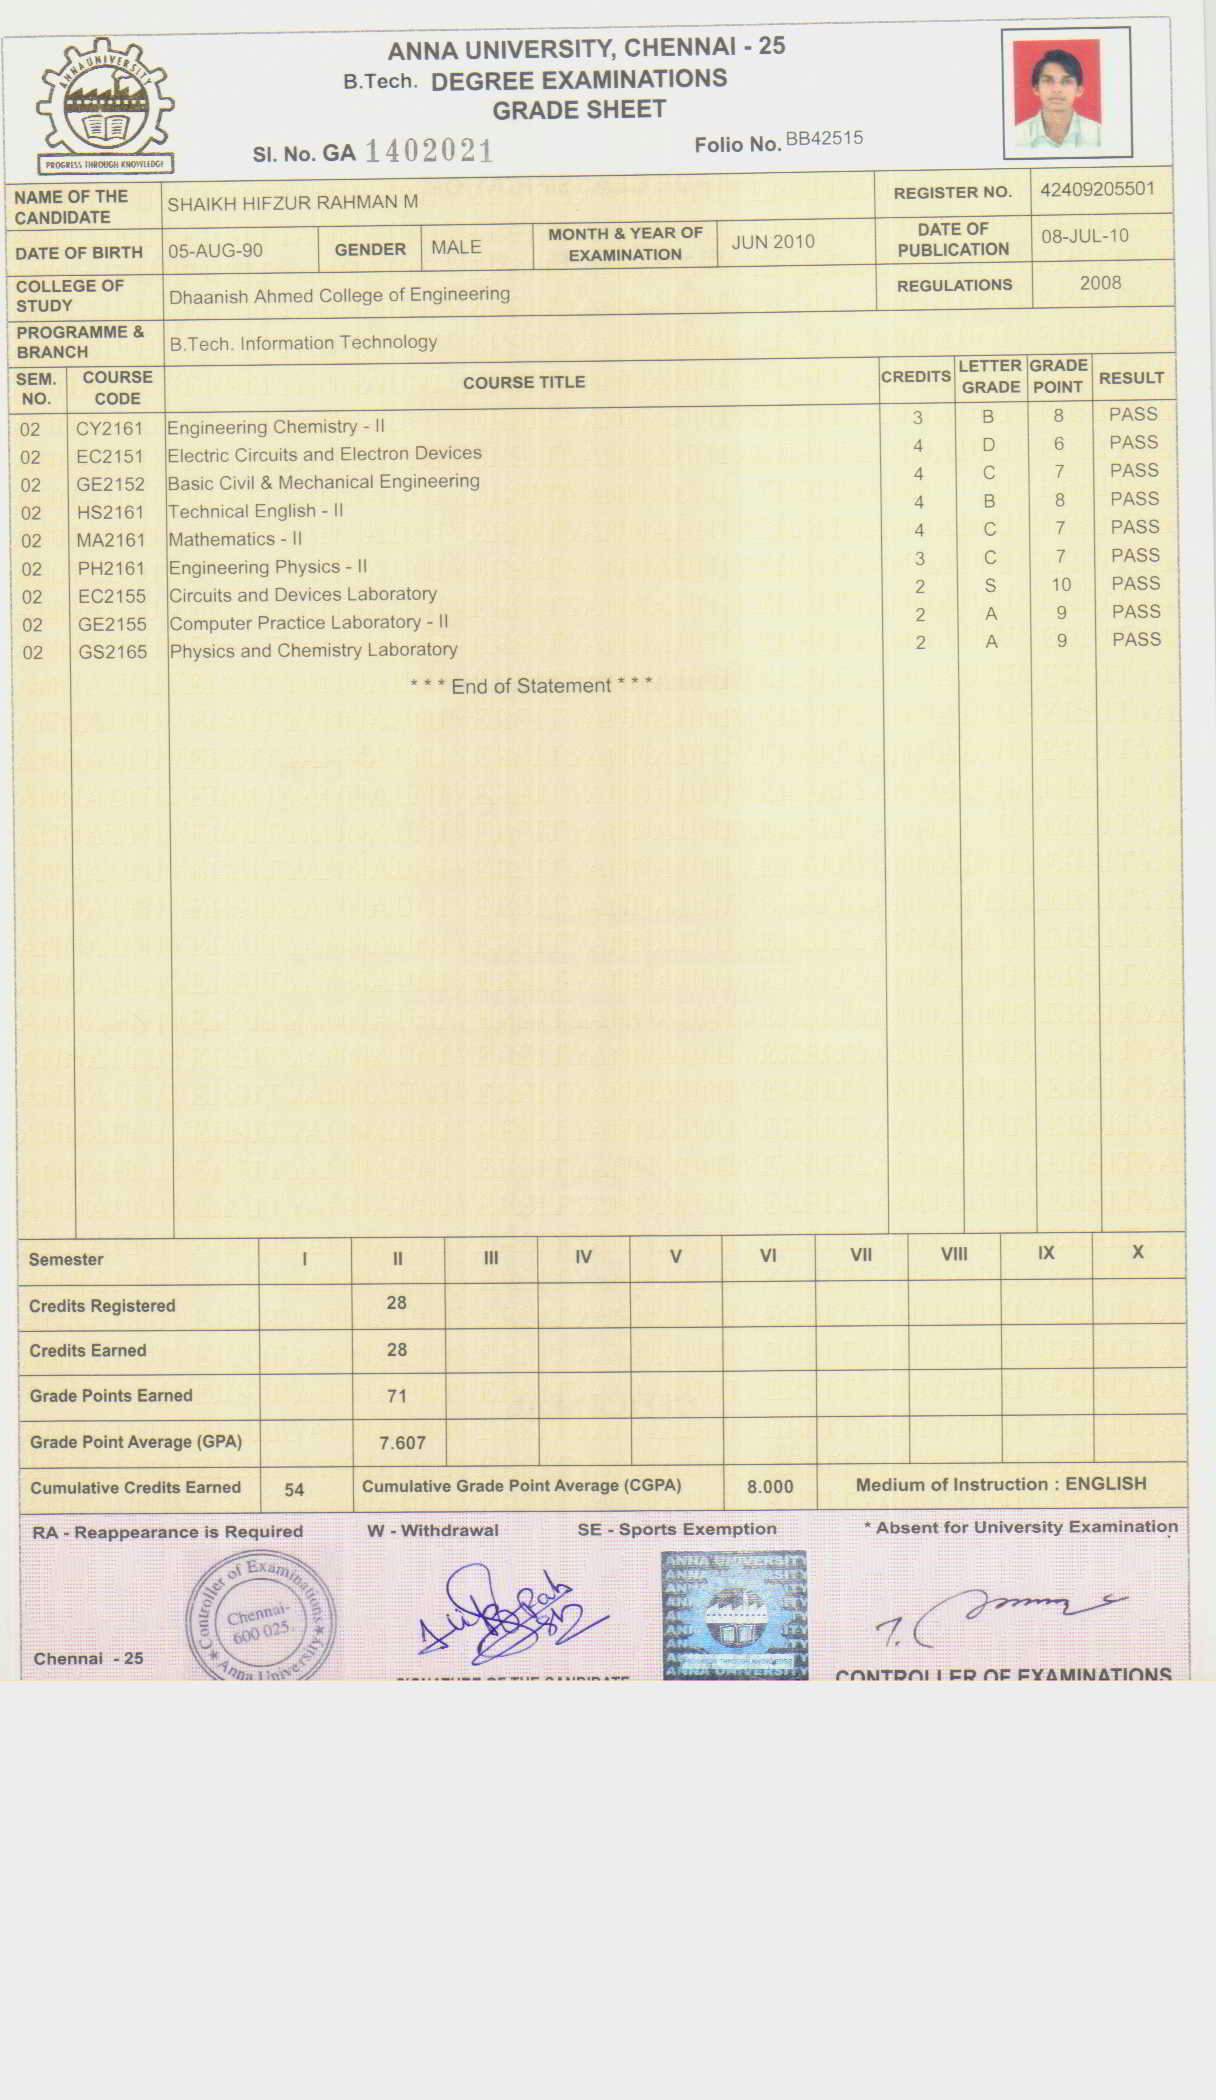 ANNA UNIVERSITY, CHENNAI - 25
B.Tech. DEGREE EXAMINATIONS
GRADE SHEET
ANNA UNIVERSITY
PROGRESS THROUGH KNOWLEDGE
Sl. No. GA 1402021 Folio No. BB42515
NAME OF THE CANDIDATE SHAIKH HIFZUR RAHMAN M REGISTER NO. 42409205501
DATE OF BIRTH 05-AUG-90 GENDER MALE MONTH & YEAR OF EXAMINATION JUN 2010 DATE OF PUBLICATION 08-JUL-10
COLLEGE OF STUDY Dhaanish Ahmed College of Engineering REGULATIONS 2008
PROGRAMME & BRANCH B.Tech. Information Technology
SEM. NO. COURSE CODE COURSE TITLE CREDITS LETTER GRADE GRADE POINT RESULT
02 CY2161 Engineering Chemistry - II 3 B 8 PASS
02 EC2151 Electric Circuits and Electron Devices 4 D 6 PASS
02 GE2152 Basic Civil & Mechanical Engineering 4 C 7 PASS
02 HS2161 Technical English - II 4 B 8 PASS
02 MA2161 Mathematics - II 4 C 7 PASS
02 PH2161 Engineering Physics - II 3 C 7 PASS
02 EC2155 Circuits and Devices Laboratory 2 S 10 PASS
02 GE2155 Computer Practice Laboratory - II 2 A 9 PASS
02 GS2165 Physics and Chemistry Laboratory 2 A 9 PASS
* * * End of Statement * * *
Semester I II III IV V VI VII VIII IX X
Credits Registered 28
Credits Earned 28
Grade Points Earned 71
Grade Point Average (GPA) 7.607
Cumulative Credits Earned 54 Cumulative Grade Point Average (CGPA) 8.000 Medium of Instruction : ENGLISH
RA - Reappearance is Required W - Withdrawal SE - Sports Exemption * Absent for University Examination
Controller of Examinations
Chennai-
600 025.
Anna University
ANNA UNIVERSITY
Chennai - 25
SIGNATURE OF THE CANDIDATE
CONTROLLER OF EXAMINATIONS